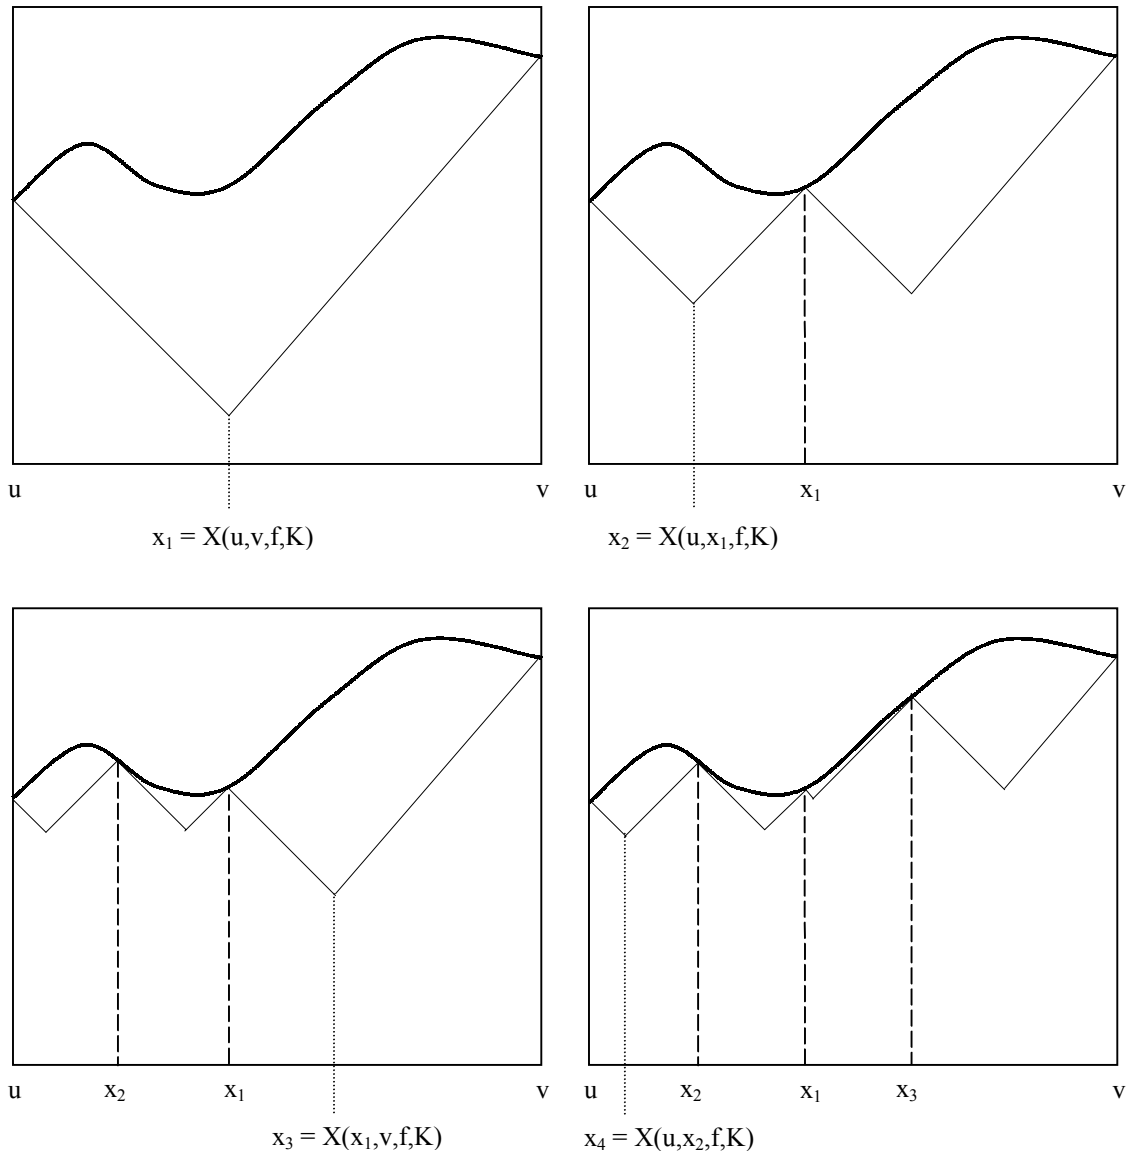 u v
x₁ = X(u,v,f,K)
u x₁ v
x₂ = X(u,x₁,f,K)
u x₂ x₁ v
x₃ = X(x₁,v,f,K)
u x₂ x₁ x₃ v
x₄ = X(u,x₂,f,K)